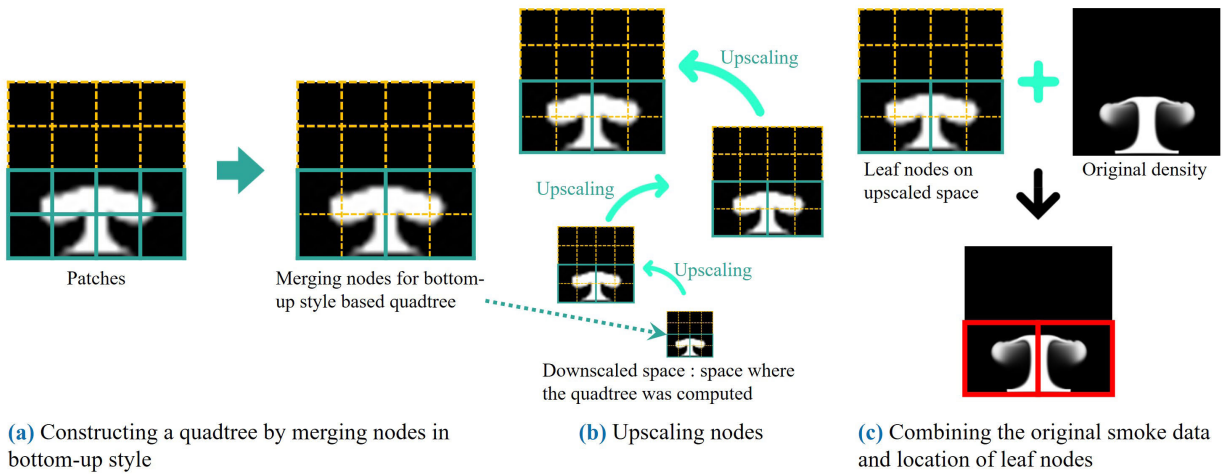 Patches
Merging nodes for bottom-
up style based quadtree
(a) Constructing a quadtree by merging nodes in
bottom-up style
Upscaling
Upscaling
Upscaling
Downscaled space : space where
the quadtree was computed
(b) Upscaling nodes
Leaf nodes on
upscaled space
Original density
(c) Combining the original smoke data
and location of leaf nodes